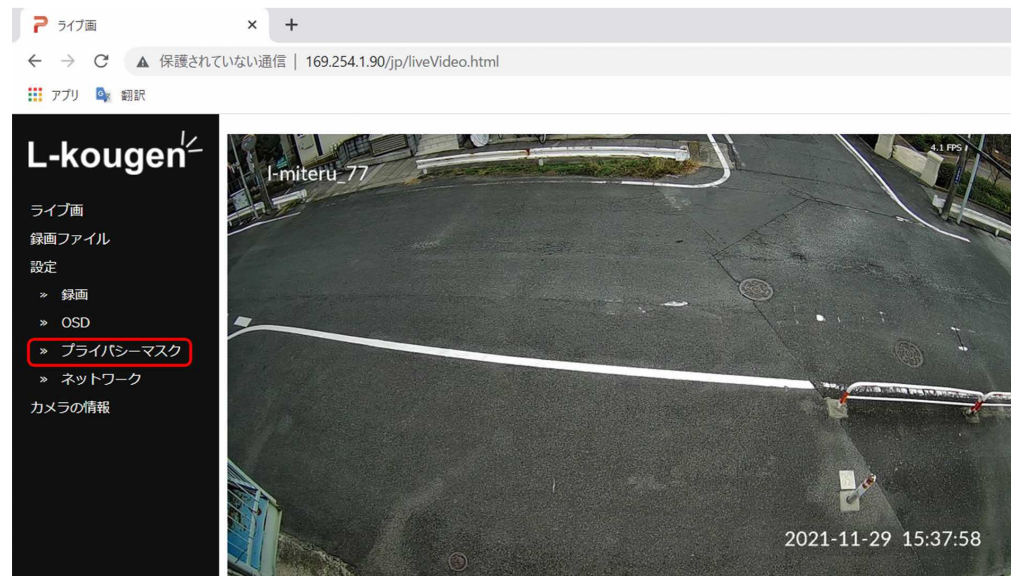 ライブ画 × +
保護されていない通信 | 169.254.1.90/jp/liveVideo.html
アプリ 翻訳
L-kougen
ライブ画
録画ファイル
設定
» 録画
» OSD
» プライバシーマスク
» ネットワーク
カメラの情報
l-miteru_77
4.1 FPS
2021-11-29 15:37:58